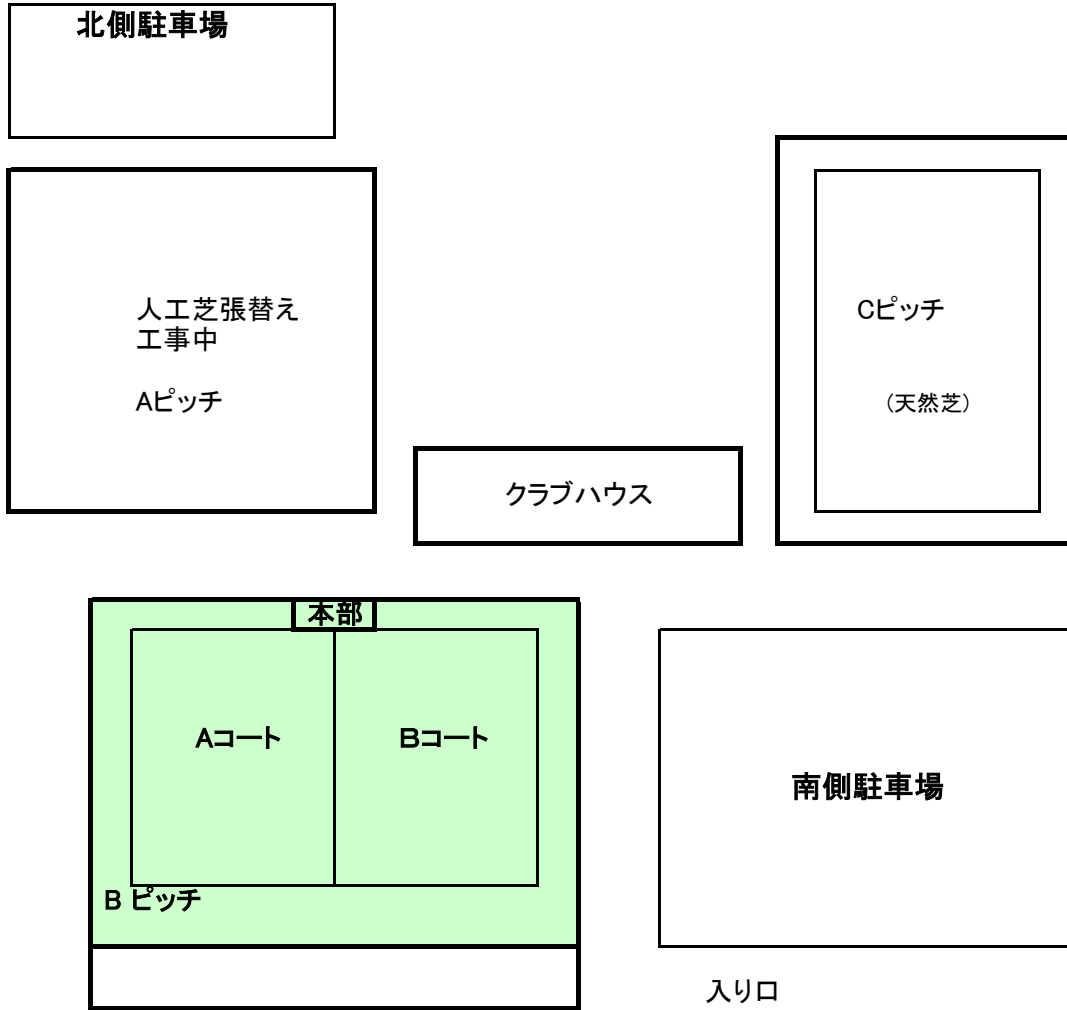 北側駐車場
人工芝張替え
工事中
Aピッチ
Cピッチ
（天然芝）
クラブハウス
本部
Aコート
Bコート
南側駐車場
B ピッチ
入り口